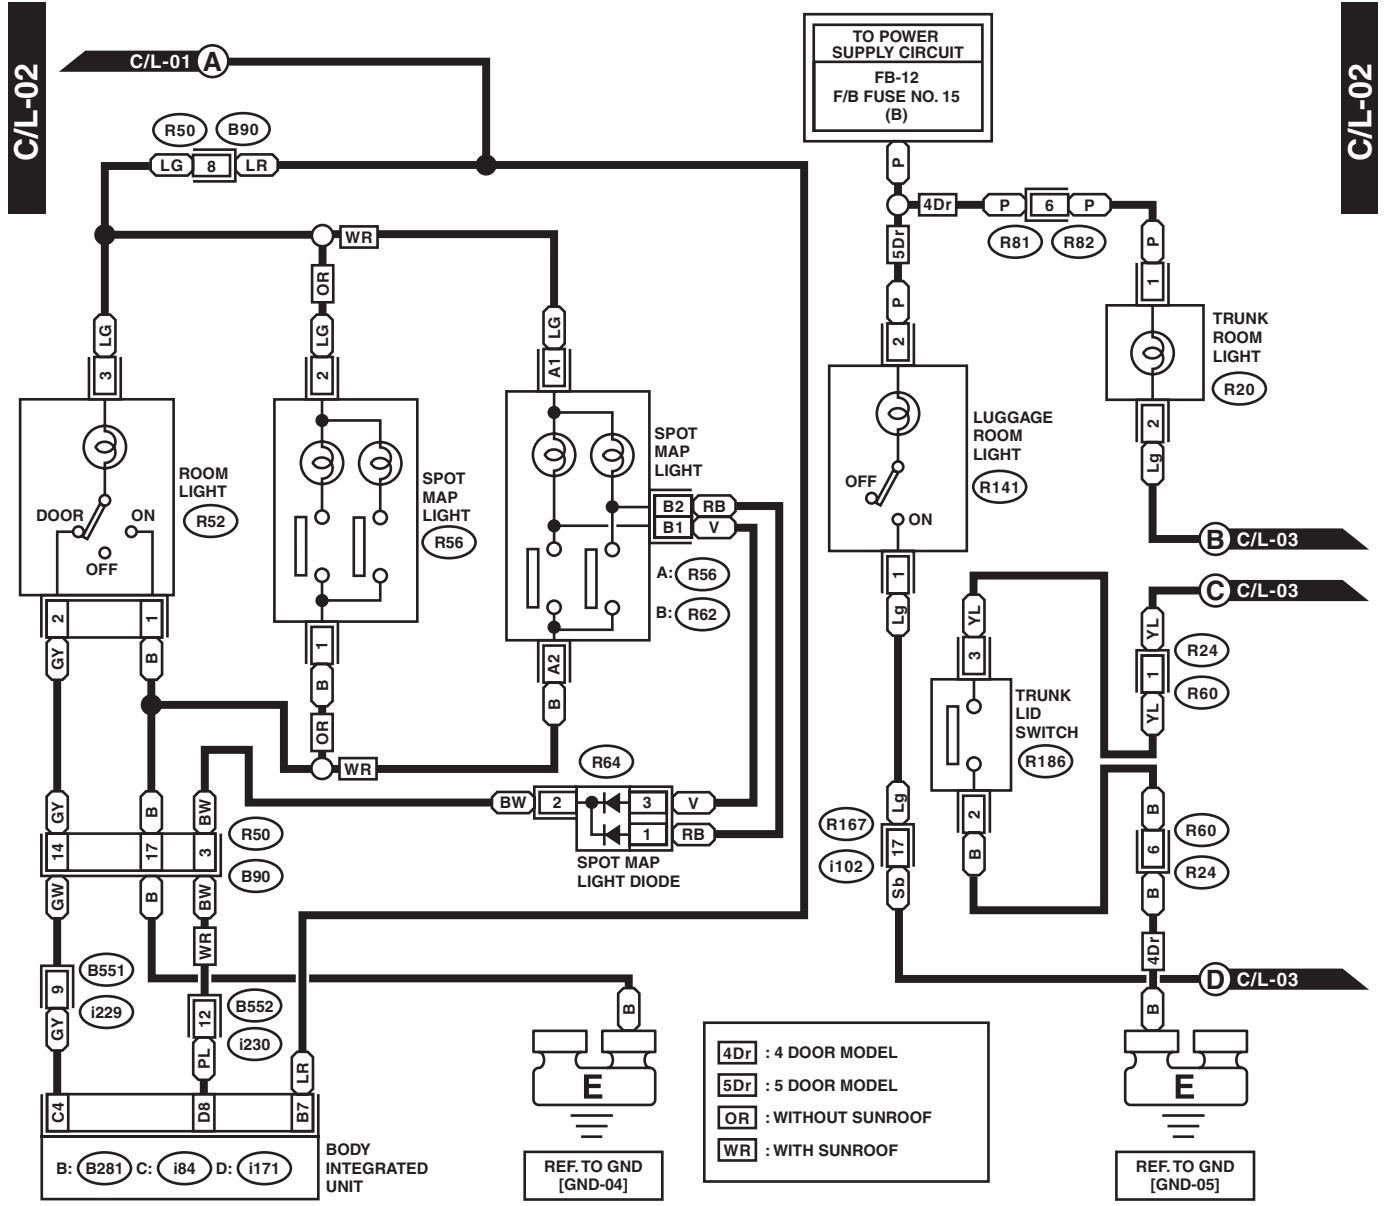 C/L-02
C/L-02
C/L-01 A
TO POWER
SUPPLY CIRCUIT
FB-12
F/B FUSE NO. 15
(B)
R50 B90
LG 8 LR
P
4Dr P 6 P
R81 R82
5Dr
P
1
P
2
WR
OR
LG
3
LG
2
LG
A1
TRUNK
ROOM
LIGHT
R20
2
Lg
B C/L-03
ROOM
LIGHT
R52
DOOR ON
OFF
SPOT
MAP
LIGHT
R56
SPOT
MAP
LIGHT
B2 RB
B1 V
A: R56
B: R62
LUGGAGE
ROOM
LIGHT
R141
OFF
ON
1
Lg
C C/L-03
YL
R24
1
R60
YL
YL
3
TRUNK
LID
SWITCH
R186
2
B
2 1
GY B
1
B
OR
WR
A2
B
R64
BW 2 3 V
1 RB
SPOT MAP
LIGHT DIODE
GY B BW
R50
14 17 3
B90
GW B BW
WR
Lg
R167
17
i102
Sb
B
R60
6
R24
B
4Dr
D C/L-03
B
B551
9
i229
GY
B552
12
i230
PL
LR
B
C4 D8 B7
B: B281 C: i84 D: i171
BODY
INTEGRATED
UNIT
E
REF. TO GND
[GND-04]
4Dr : 4 DOOR MODEL
5Dr : 5 DOOR MODEL
OR : WITHOUT SUNROOF
WR : WITH SUNROOF
E
REF. TO GND
[GND-05]